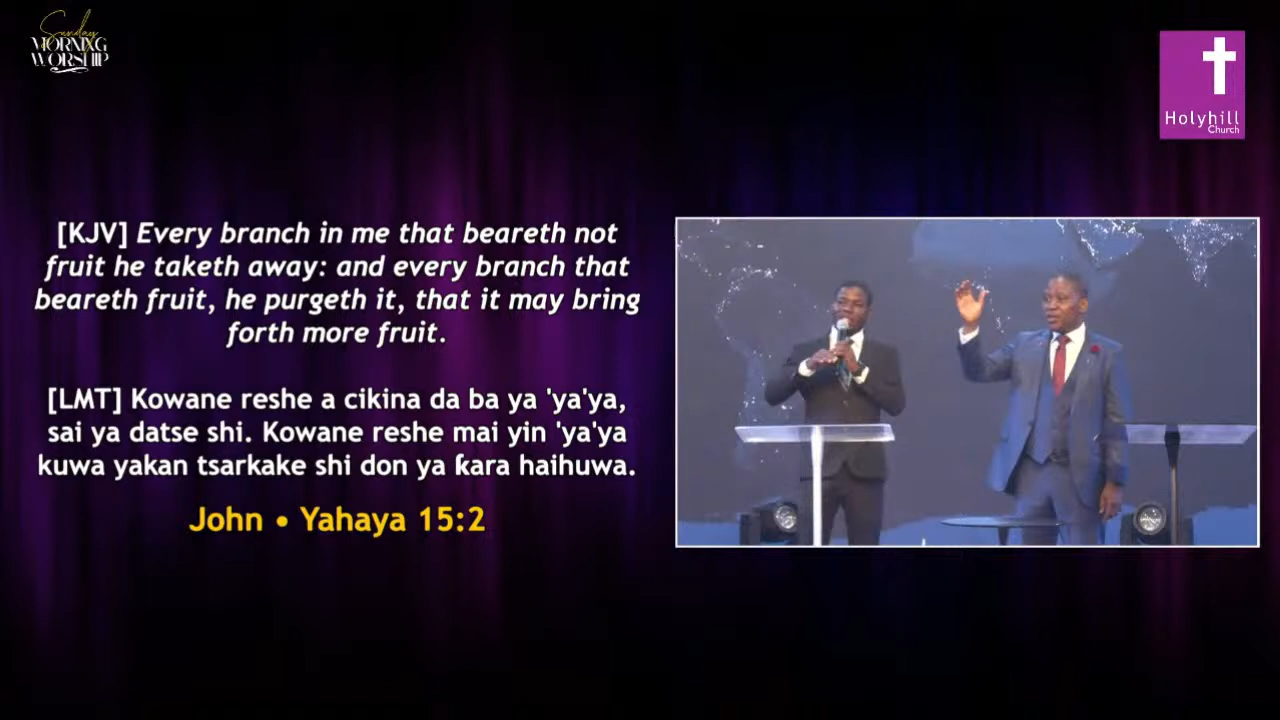 Sunday
MORNING
WORSHIP
Holyhill
Church
[KJV] Every branch in me that beareth not
fruit he taketh away: and every branch that
beareth fruit, he purgeth it, that it may bring
forth more fruit.
[LMT] Kowane reshe a cikina da ba ya 'ya'ya,
sai ya datse shi. Kowane reshe mai yin 'ya'ya
kuwa yakan tsarkake shi don ya ƙara haihuwa.
John • Yahaya 15:2